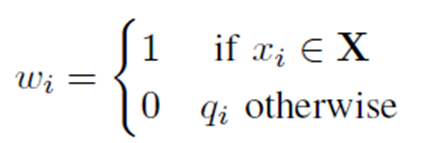 w_i = { 1 if x_i ∈ X
0 q_i otherwise